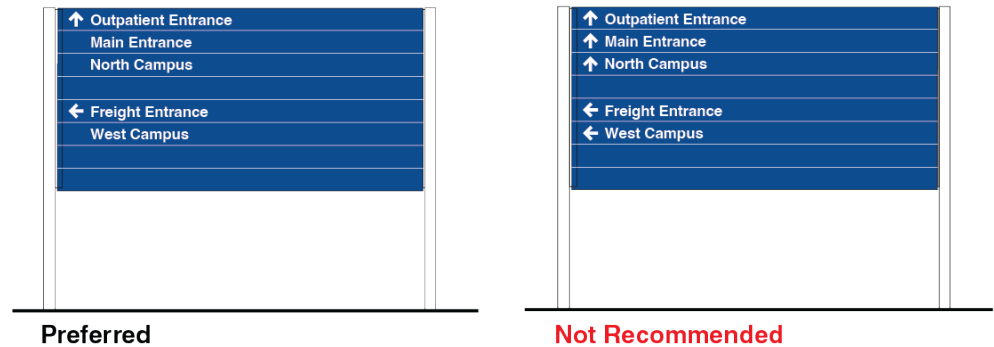 ↑ Outpatient Entrance
Main Entrance
North Campus
← Freight Entrance
West Campus
Preferred
↑ Outpatient Entrance
↑ Main Entrance
↑ North Campus
← Freight Entrance
← West Campus
Not Recommended